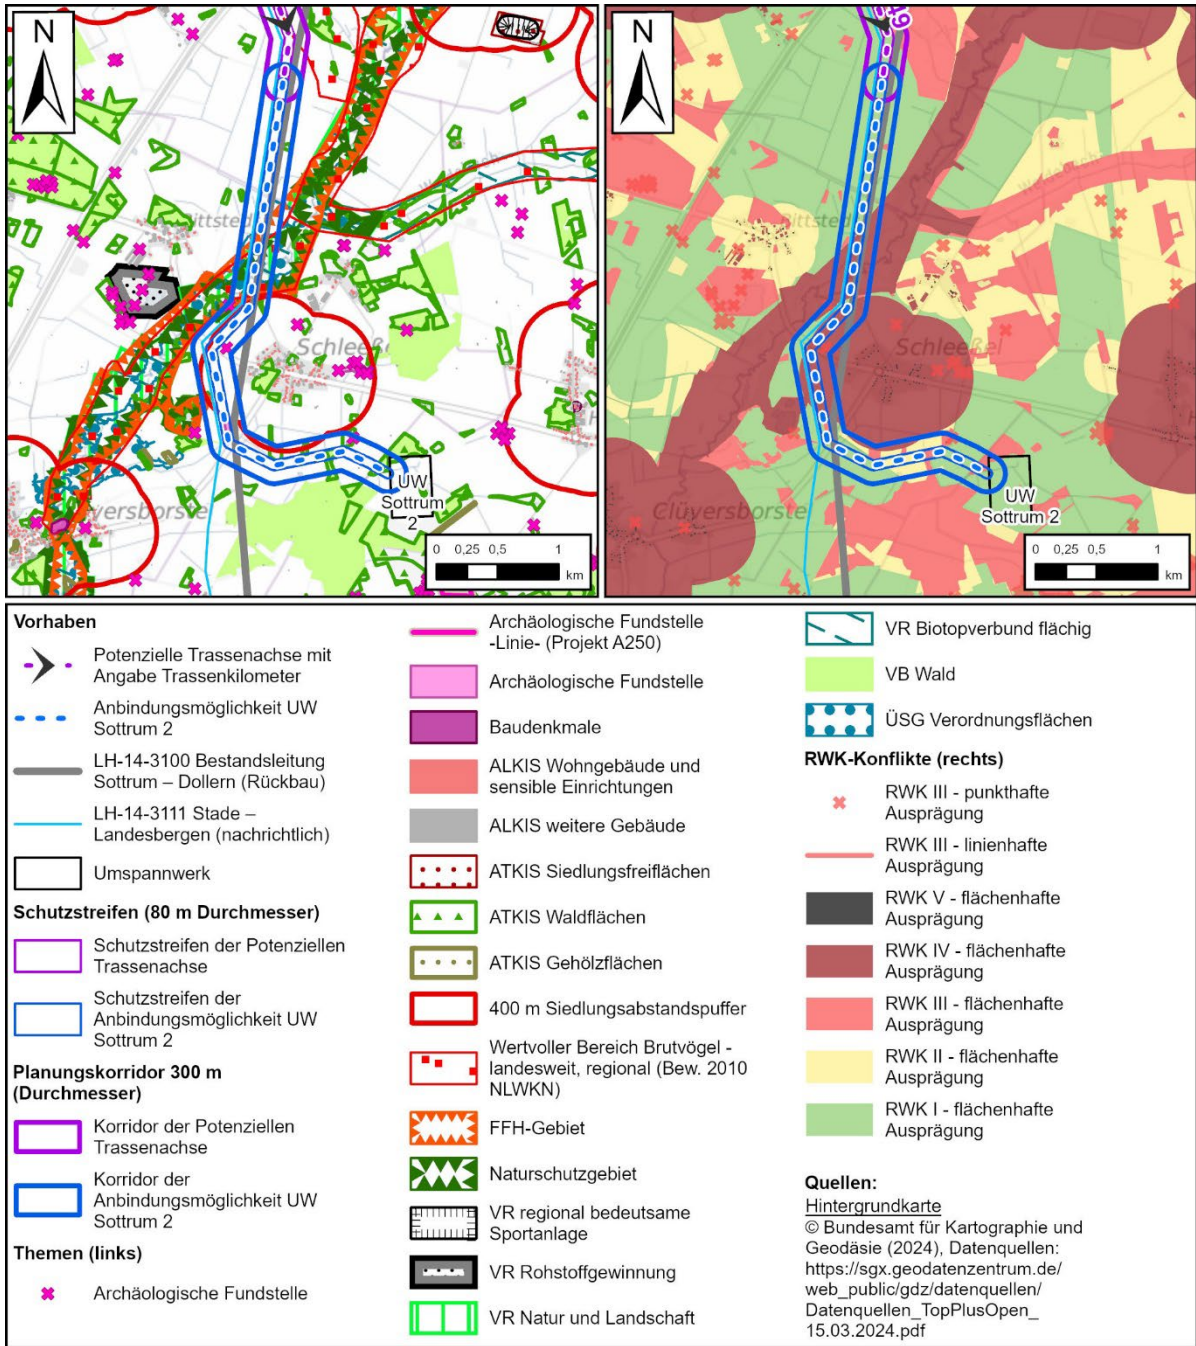 N
Schleeßel
Clüversborstel
UW
Sottrum
2
0 0,25 0,5 1
km
N
49
Schleeßel
Clüversborstel
UW
Sottrum 2
0 0,25 0,5 1
km
Vorhaben
Potenzielle Trassenachse mit
Angabe Trassenkilometer
Anbindungsmöglichkeit UW
Sottrum 2
LH-14-3100 Bestandsleitung
Sottrum – Dollern (Rückbau)
LH-14-3111 Stade –
Landesbergen (nachrichtlich)
Umspannwerk
Schutzstreifen (80 m Durchmesser)
Schutzstreifen der Potenziellen
Trassenachse
Schutzstreifen der
Anbindungsmöglichkeit UW
Sottrum 2
Planungskorridor 300 m
(Durchmesser)
Korridor der Potenziellen
Trassenachse
Korridor der
Anbindungsmöglichkeit UW
Sottrum 2
Themen (links)
Archäologische Fundstelle
Archäologische Fundstelle
-Linie- (Projekt A250)
Archäologische Fundstelle
Baudenkmale
ALKIS Wohngebäude und
sensible Einrichtungen
ALKIS weitere Gebäude
ATKIS Siedlungsfreiflächen
ATKIS Waldflächen
ATKIS Gehölzflächen
400 m Siedlungsabstandspuffer
Wertvoller Bereich Brutvögel -
landesweit, regional (Bew. 2010
NLWKN)
FFH-Gebiet
Naturschutzgebiet
VR regional bedeutsame
Sportanlage
VR Rohstoffgewinnung
VR Natur und Landschaft
VR Biotopverbund flächig
VB Wald
ÜSG Verordnungsflächen
RWK-Konflikte (rechts)
RWK III - punkthafte
Ausprägung
RWK III - linienhafte
Ausprägung
RWK V - flächenhafte
Ausprägung
RWK IV - flächenhafte
Ausprägung
RWK III - flächenhafte
Ausprägung
RWK II - flächenhafte
Ausprägung
RWK I - flächenhafte
Ausprägung
Quellen:
Hintergrundkarte
© Bundesamt für Kartographie und
Geodäsie (2024), Datenquellen:
https://sgx.geodatenzentrum.de/
web_public/gdz/datenquellen/
Datenquellen_TopPlusOpen_
15.03.2024.pdf